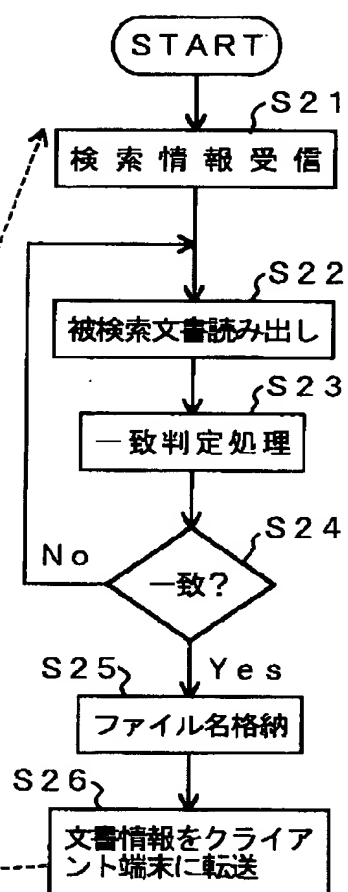 START
S21
検索情報受信
S22
被検索文書読み出し
S23
一致判定処理
S24
一致?
No
Yes
S25
ファイル名格納
S26
文書情報をクライア
ント端末に転送